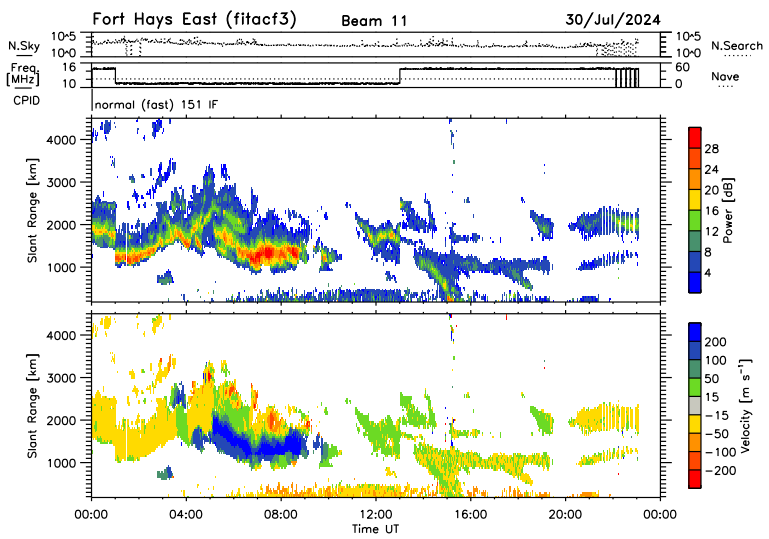 Fort Hays East (fitacf3) Beam 11 30/Jul/2024
N.Sky 10^5 10^0 10^5 10^0 N.Search
Freq. [MHz] 16 10 60 0 Nave
CPID normal (fast) 151 IF
Slant Range [km] 4000 3000 2000 1000
Power [dB] 28 24 20 16 12 8 4
Slant Range [km] 4000 3000 2000 1000
Velocity [m s⁻¹] 200 100 50 15 −15 −50 −100 −200
00:00 04:00 08:00 12:00 16:00 20:00 00:00
Time UT